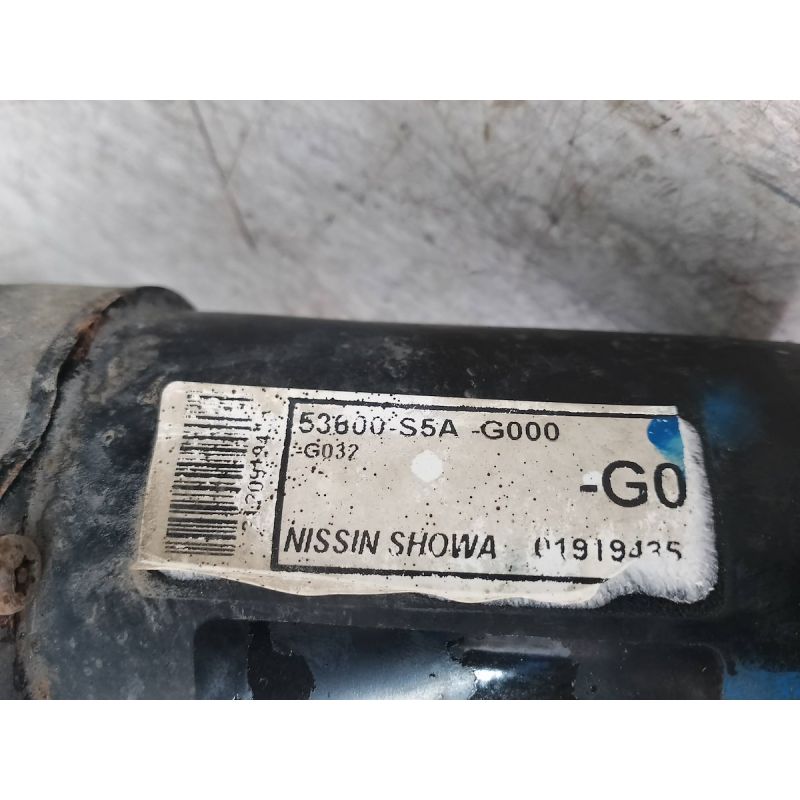 53600-S5A -G000
-G032
-G0
NISSIN SHOWA 01919435